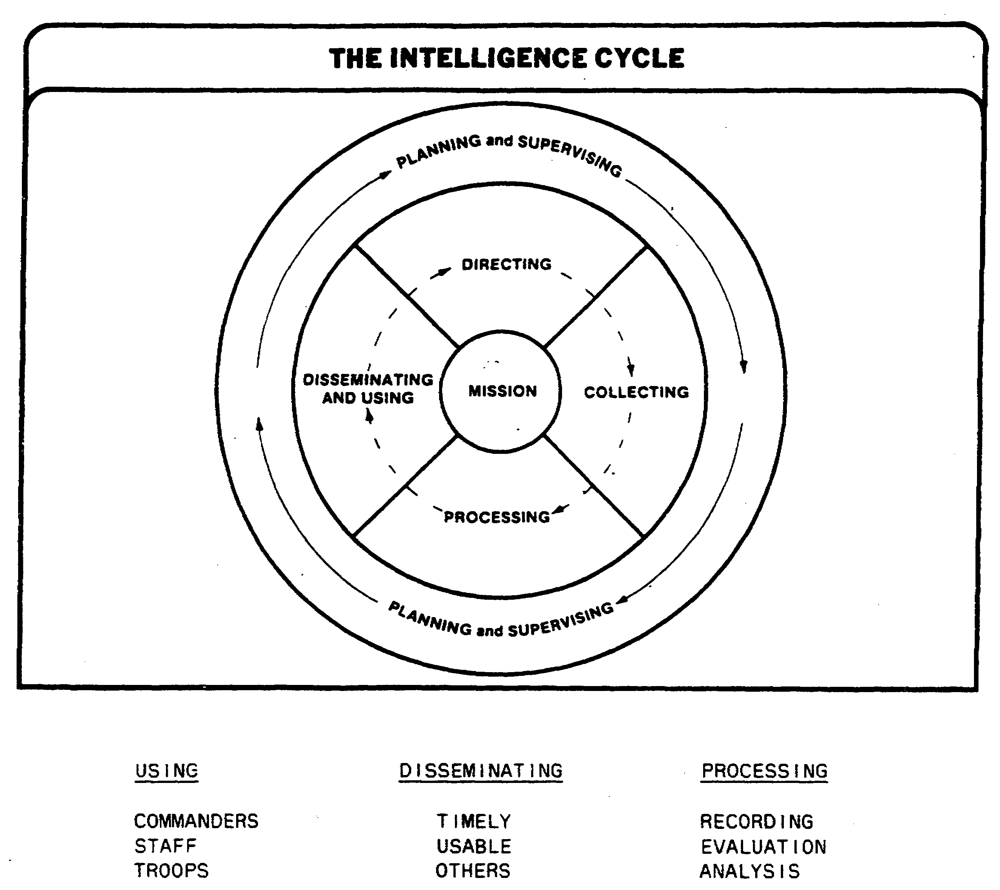 THE INTELLIGENCE CYCLE
PLANNING and SUPERVISING
DIRECTING
DISSEMINATING
AND USING
MISSION
COLLECTING
PROCESSING
PLANNING and SUPERVISING
USING
DISSEMINATING
PROCESSING
COMMANDERS
TIMELY
RECORDING
STAFF
USABLE
EVALUATION
TROOPS
OTHERS
ANALYSIS